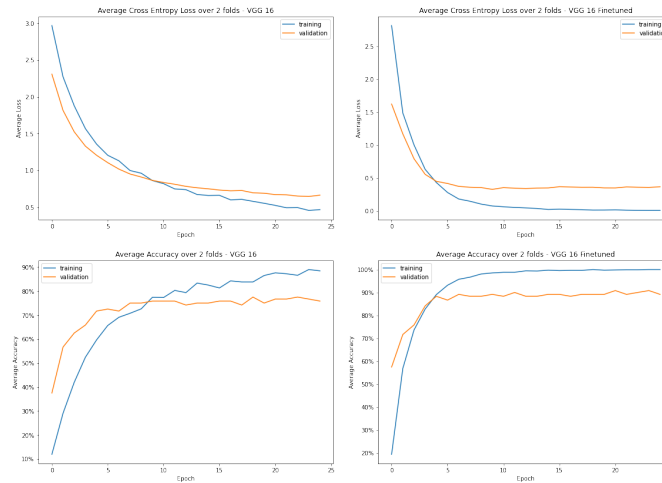 Average Cross Entropy Loss over 2 folds - VGG 16
training
validation
3.0
2.5
2.0
1.5
1.0
0.5
Average Loss
0
5
10
15
20
25
Epoch
Average Cross Entropy Loss over 2 folds - VGG 16 Finetuned
training
validation
2.5
2.0
1.5
1.0
0.5
0.0
Average Loss
0
5
10
15
20
Epoch
Average Accuracy over 2 folds - VGG 16
training
validation
90%
80%
70%
60%
50%
40%
30%
20%
10%
Average Accuracy
0
5
10
15
20
25
Epoch
Average Accuracy over 2 folds - VGG 16 Finetuned
training
validation
100%
90%
80%
70%
60%
50%
40%
30%
20%
Average Accuracy
0
5
10
15
20
Epoch